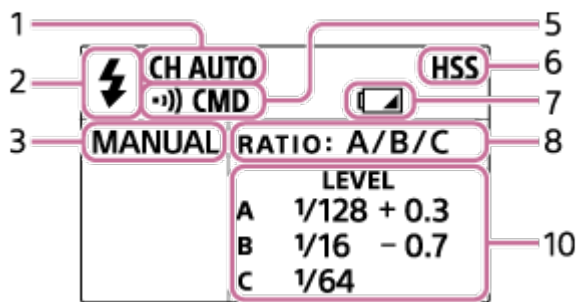 1 5
2 CH AUTO HSS 6
•))) CMD 7
3 MANUAL RATIO: A/B/C 8
LEVEL
A 1/128 + 0.3
B 1/16 − 0.7 10
C 1/64